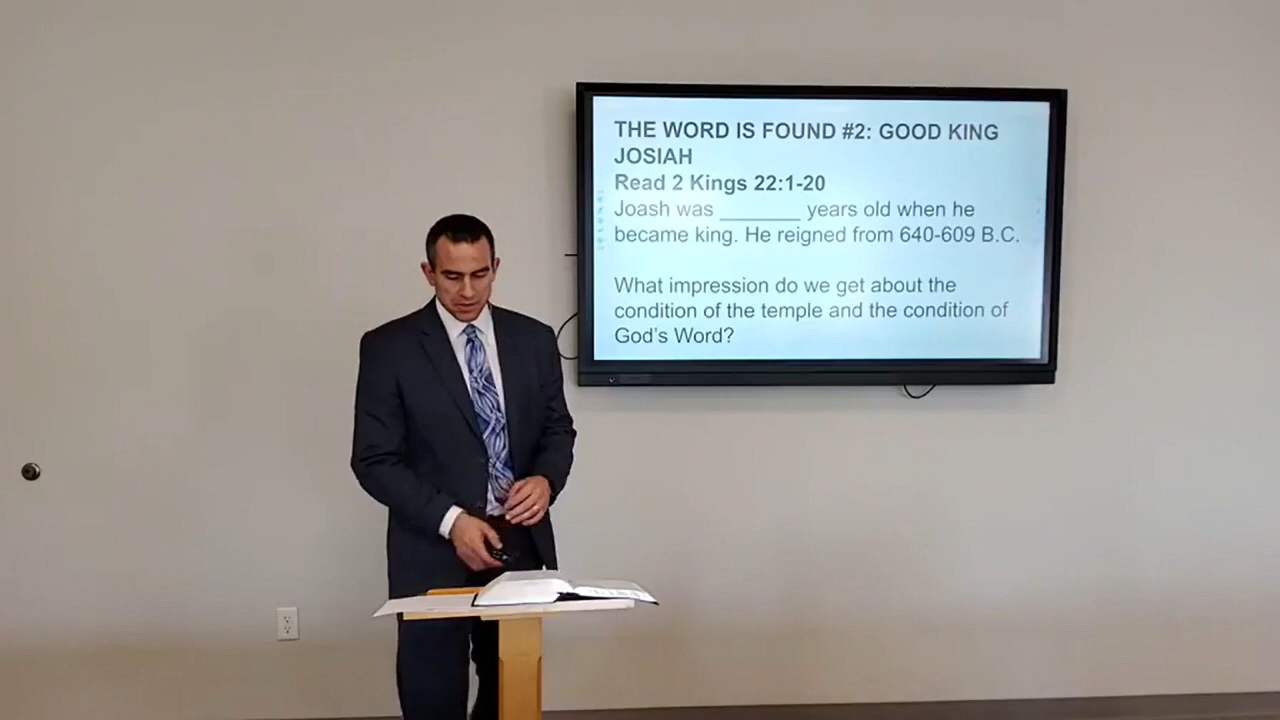 THE WORD IS FOUND #2: GOOD KING
JOSIAH
Read 2 Kings 22:1-20
Joash was ________ years old when he
became king. He reigned from 640-609 B.C.
What impression do we get about the
condition of the temple and the condition of
God's Word?